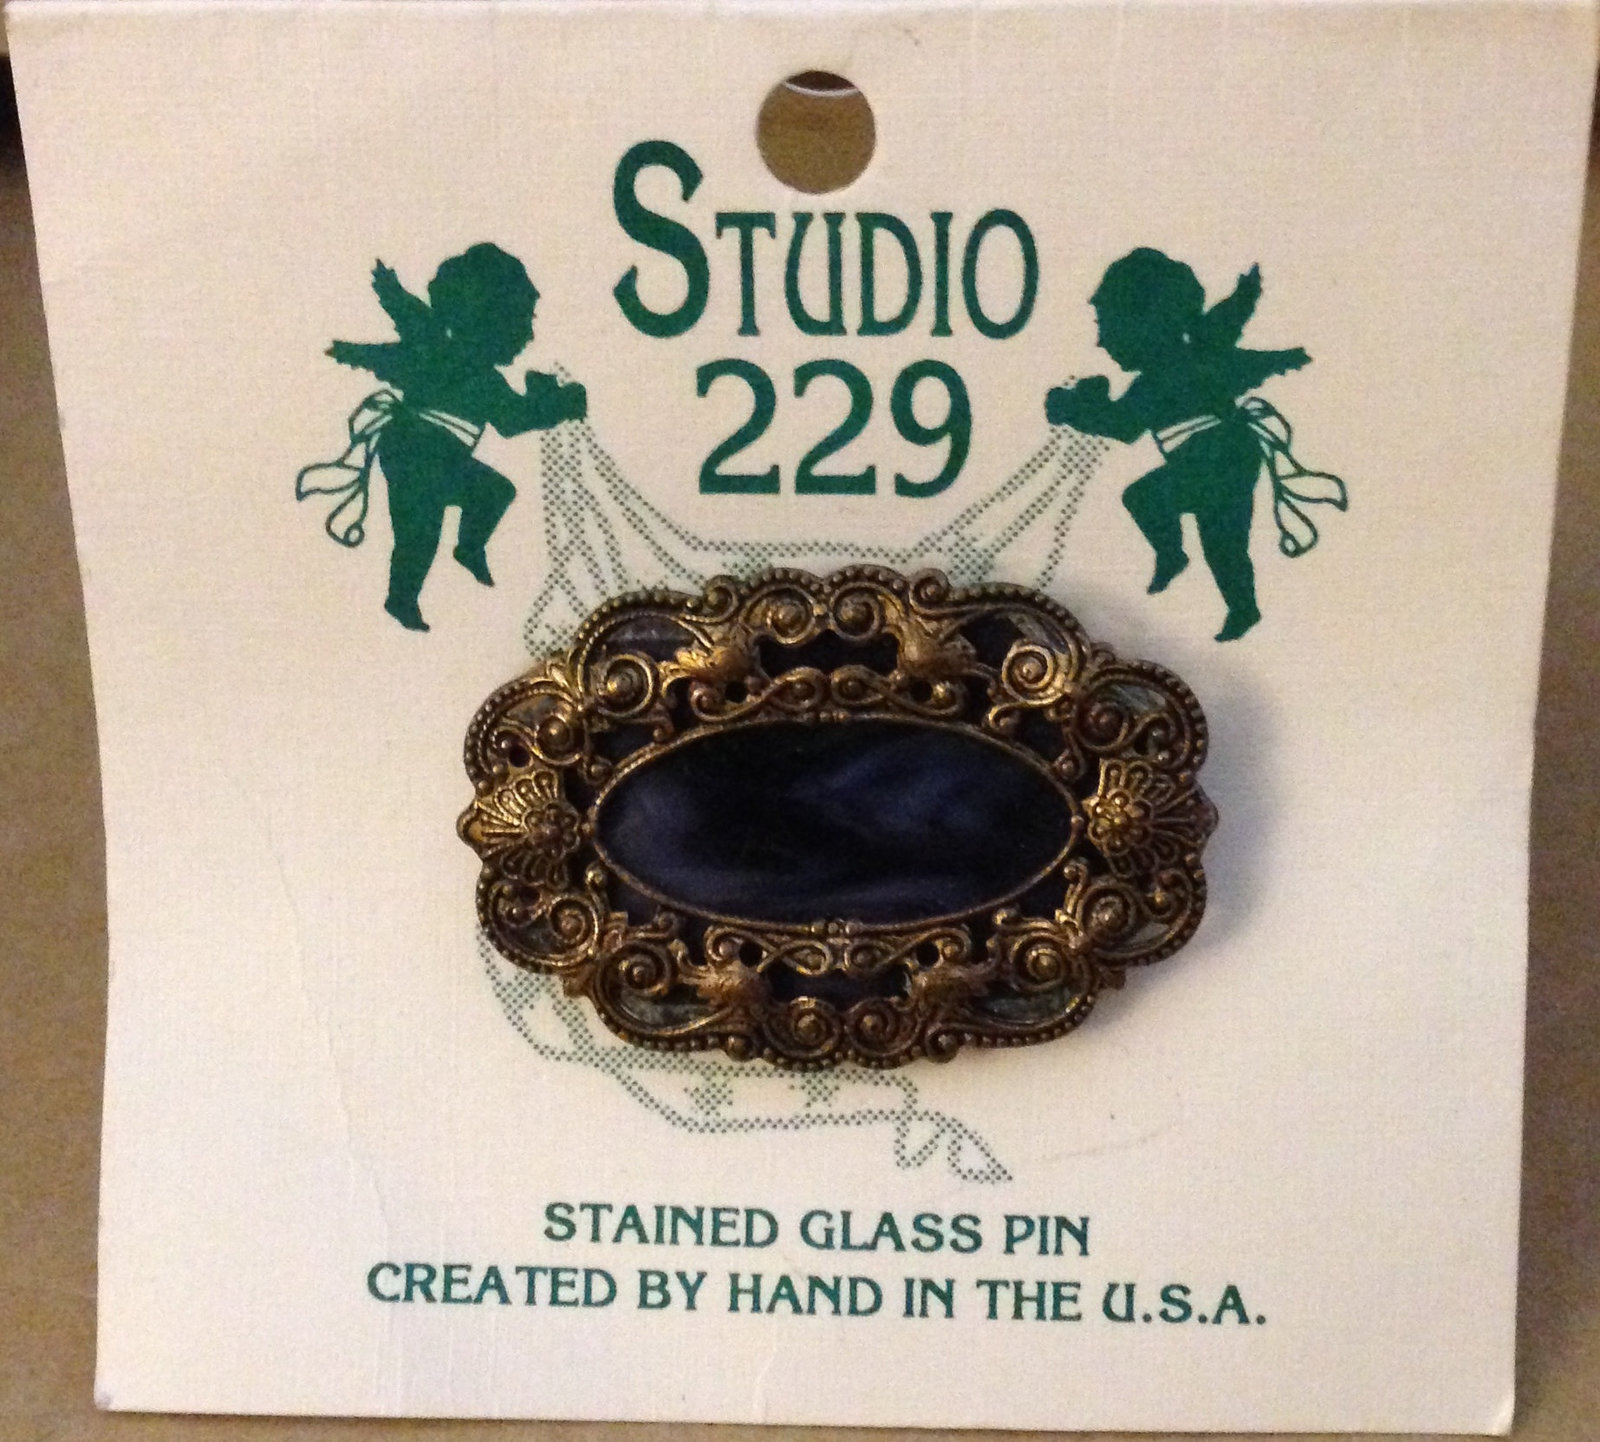 STUDIO
229
STAINED GLASS PIN
CREATED BY HAND IN THE U.S.A.